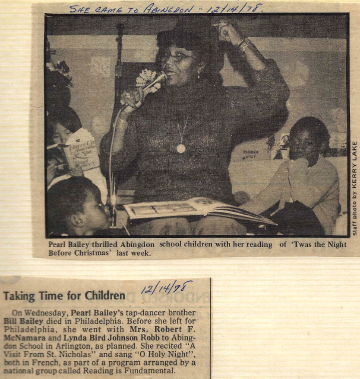 SHE CAME TO ABINGDON - 12/14/78
staff photo by KERRY LAKE
Pearl Bailey thrilled Abingdon school children with her reading of 'Twas the Night
Before Christmas' last week.
Taking Time for Children
12/14/78
On Wednesday, Pearl Bailey's tap-dancer brother
Bill Bailey died in Philadelphia. Before she left for
Philadelphia, she went with Mrs. Robert F.
McNamara and Lynda Bird Johnson Robb to Abing-
don School in Arlington, as planned. She recited "A
Visit From St. Nicholas" and sang "O Holy Night",
both in French, as part of a program arranged by a
national group called Reading is Fundamental.